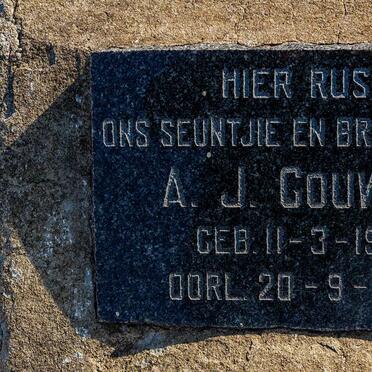 HIER RUS
ONS SEUNTJIE EN BR
A. J. GOUW
GEB. 11-3-19
OORL. 20-9-